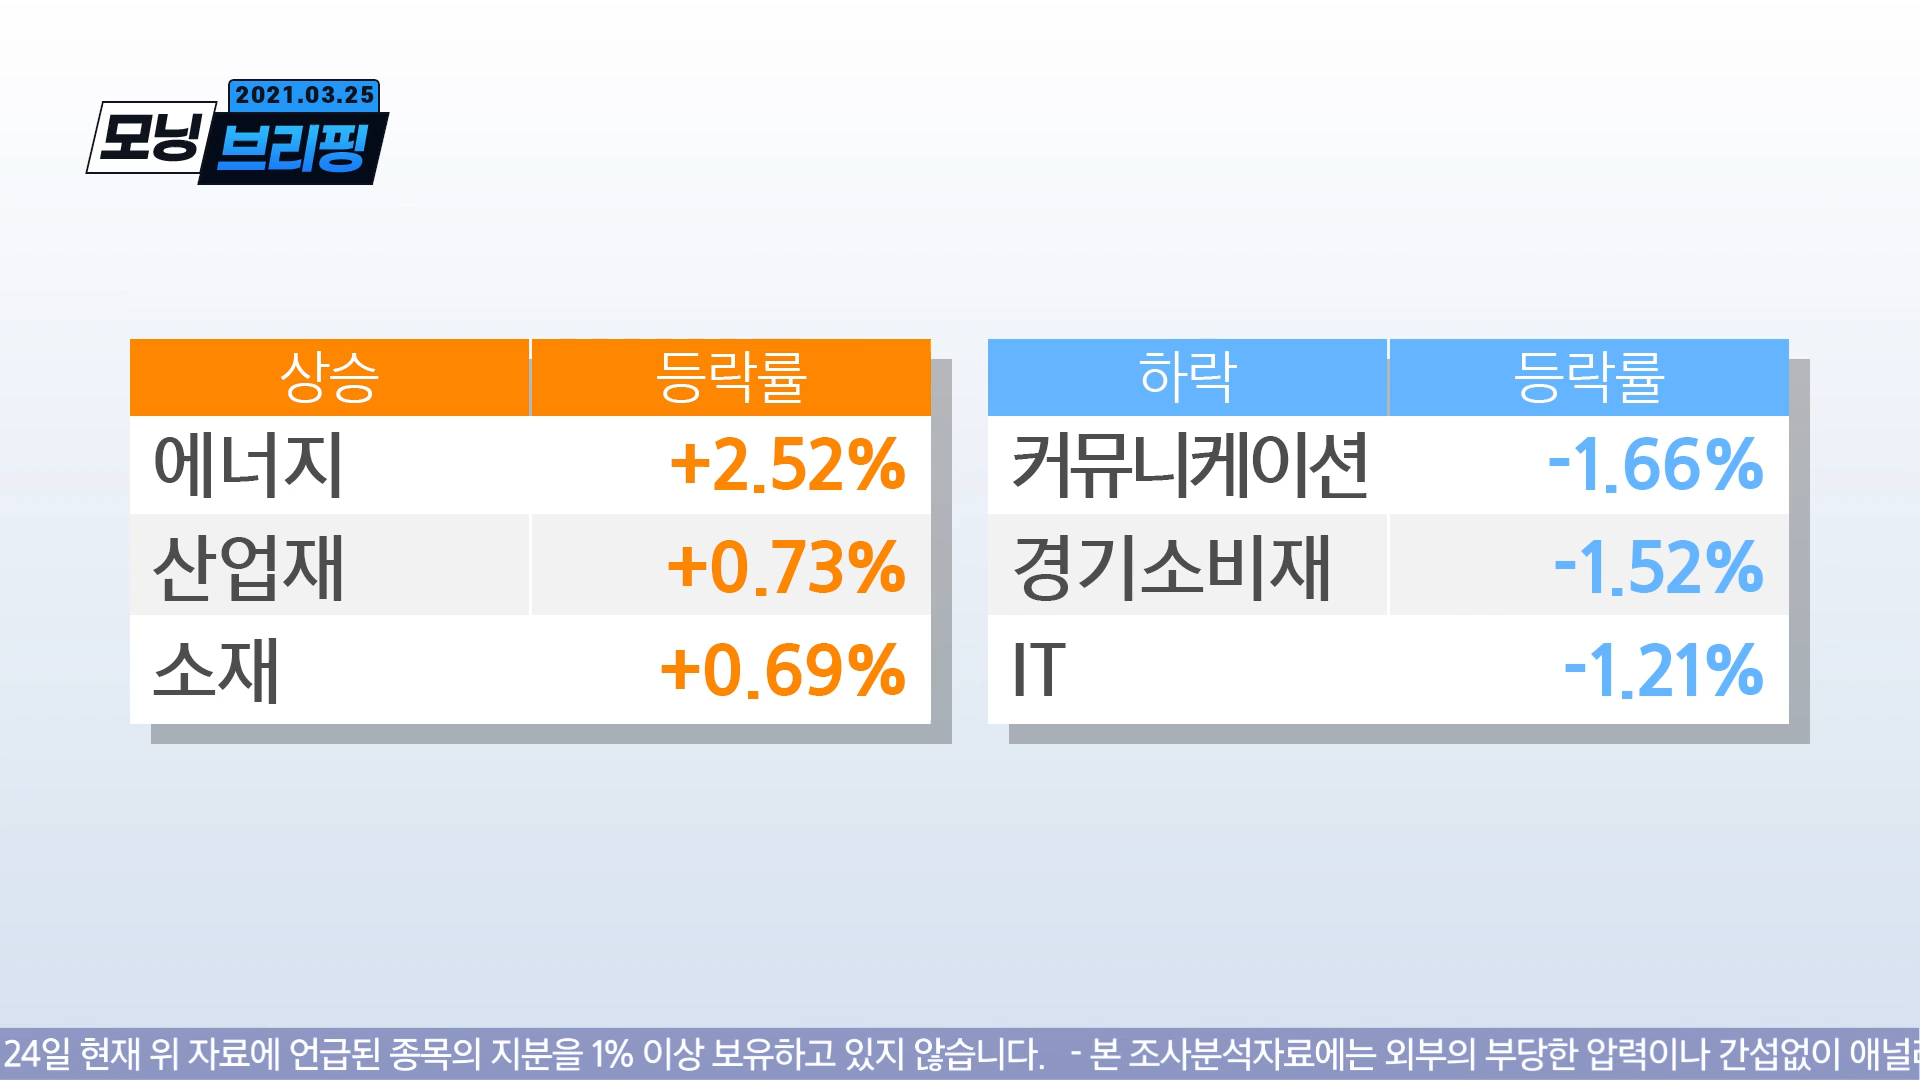 2021.03.25
모닝 브리핑
상승 등락률
에너지 +2.52%
산업재 +0.73%
소재 +0.69%
하락 등락률
커뮤니케이션 -1.66%
경기소비재 -1.52%
IT -1.21%
24일 현재 위 자료에 언급된 종목의 지분을 1% 이상 보유하고 있지 않습니다. - 본 조사분석자료에는 외부의 부당한 압력이나 간섭없이